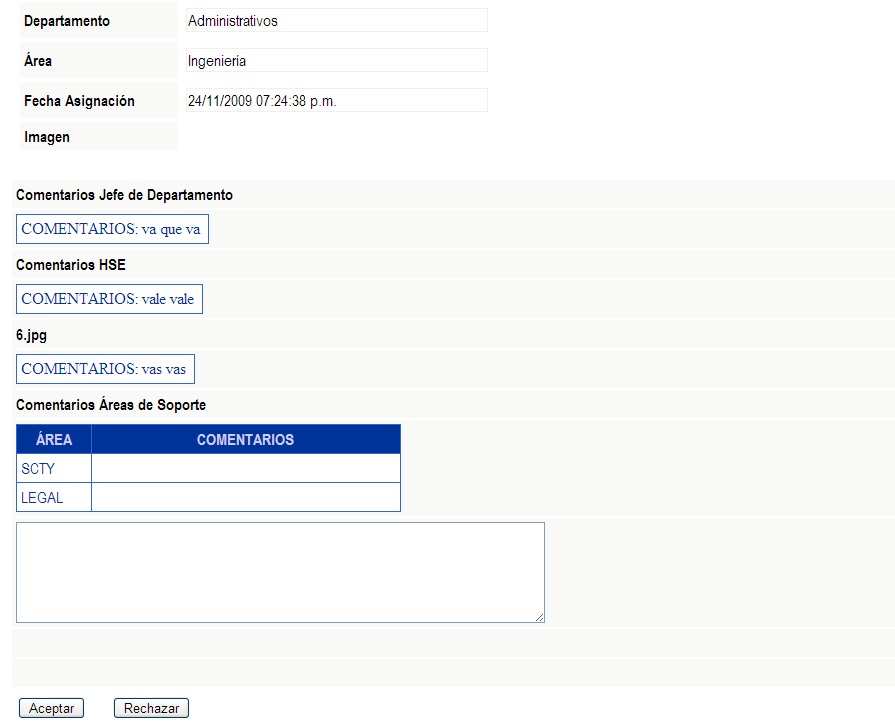 Departamento Administrativos
Área Ingeniería
Fecha Asignación 24/11/2009 07:24:38 p.m.
Imagen
Comentarios Jefe de Departamento
COMENTARIOS: va que va
Comentarios HSE
COMENTARIOS: vale vale
6.jpg
COMENTARIOS: vas vas
Comentarios Áreas de Soporte
ÁREA COMENTARIOS
SCTY
LEGAL
Aceptar Rechazar